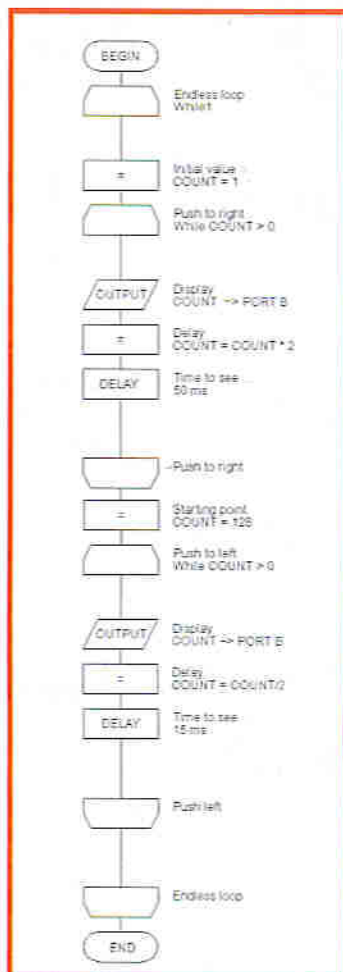 BEGIN
Endless loop
While1
=
Initial value
COUNT = 1
Push to right
While COUNT > 0
OUTPUT
Display
COUNT -> PORT B
=
Delay
COUNT = COUNT * 2
DELAY
Time to see
50 ms
Push to right
=
Starting point
COUNT = 128
Push to left
While COUNT > 0
OUTPUT
Display
COUNT -> PORT B
=
Delay
COUNT = COUNT/2
DELAY
Time to see
15 ms
Push left
Endless loop
END